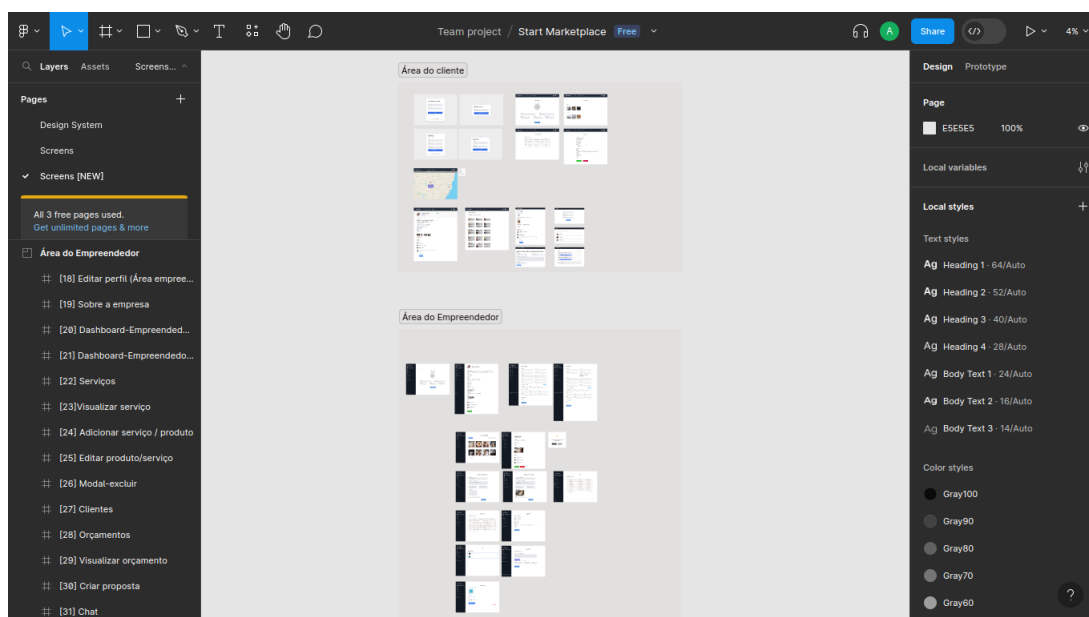 Team project / Start Marketplace Free
A
Share
4%
Layers Assets Screens...
Pages
Design System
Screens
Screens [NEW]
All 3 free pages used.
Get unlimited pages & more
Área do Empreendedor
[18] Editar perfil (Área empree...
[19] Sobre a empresa
[20] Dashboard-Empreended...
[21] Dashboard-Empreendedo...
[22] Serviços
[23]Visualizar serviço
[24] Adicionar serviço / produto
[25] Editar produto/serviço
[26] Modal-excluir
[27] Clientes
[28] Orçamentos
[29] Visualizar orçamento
[30] Criar proposta
[31] Chat
Área do cliente
Área do Empreendedor
Design Prototype
Page
E5E5E5 100%
Local variables
Local styles
Text styles
Ag Heading 1 · 64/Auto
Ag Heading 2 · 52/Auto
Ag Heading 3 · 40/Auto
Ag Heading 4 · 28/Auto
Ag Body Text 1 · 24/Auto
Ag Body Text 2 · 16/Auto
Ag Body Text 3 · 14/Auto
Color styles
Gray100
Gray90
Gray80
Gray70
Gray60
?